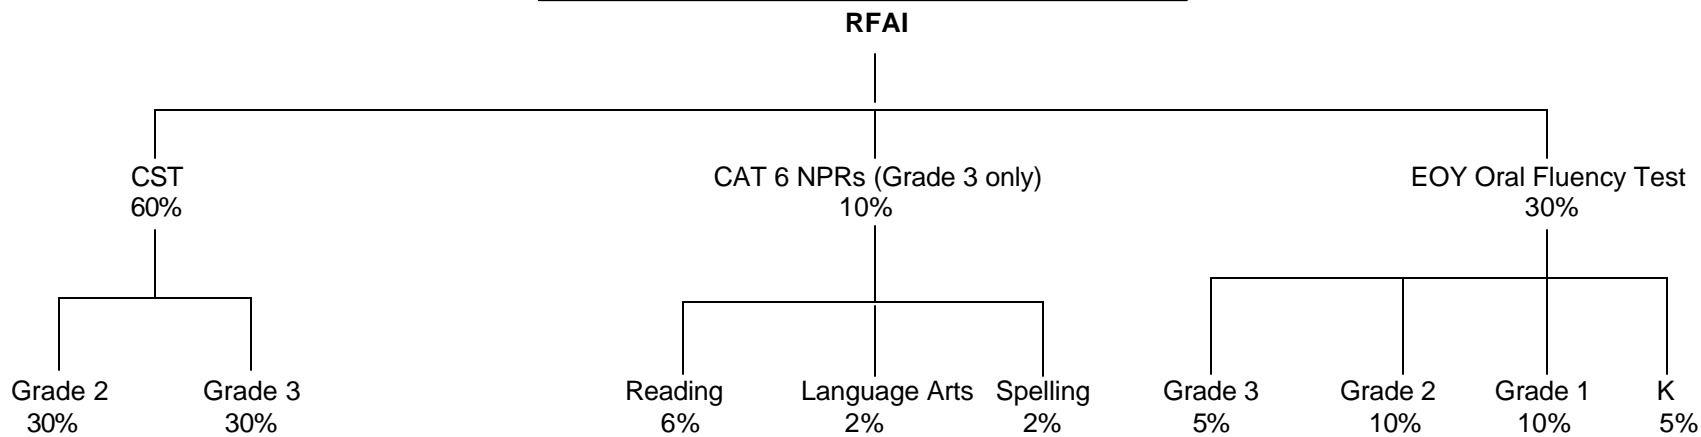 RFAI
CST
60%
CAT 6 NPRs (Grade 3 only)
10%
EOY Oral Fluency Test
30%
Grade 2
30%
Grade 3
30%
Reading
6%
Language Arts
2%
Spelling
2%
Grade 3
5%
Grade 2
10%
Grade 1
10%
K
5%